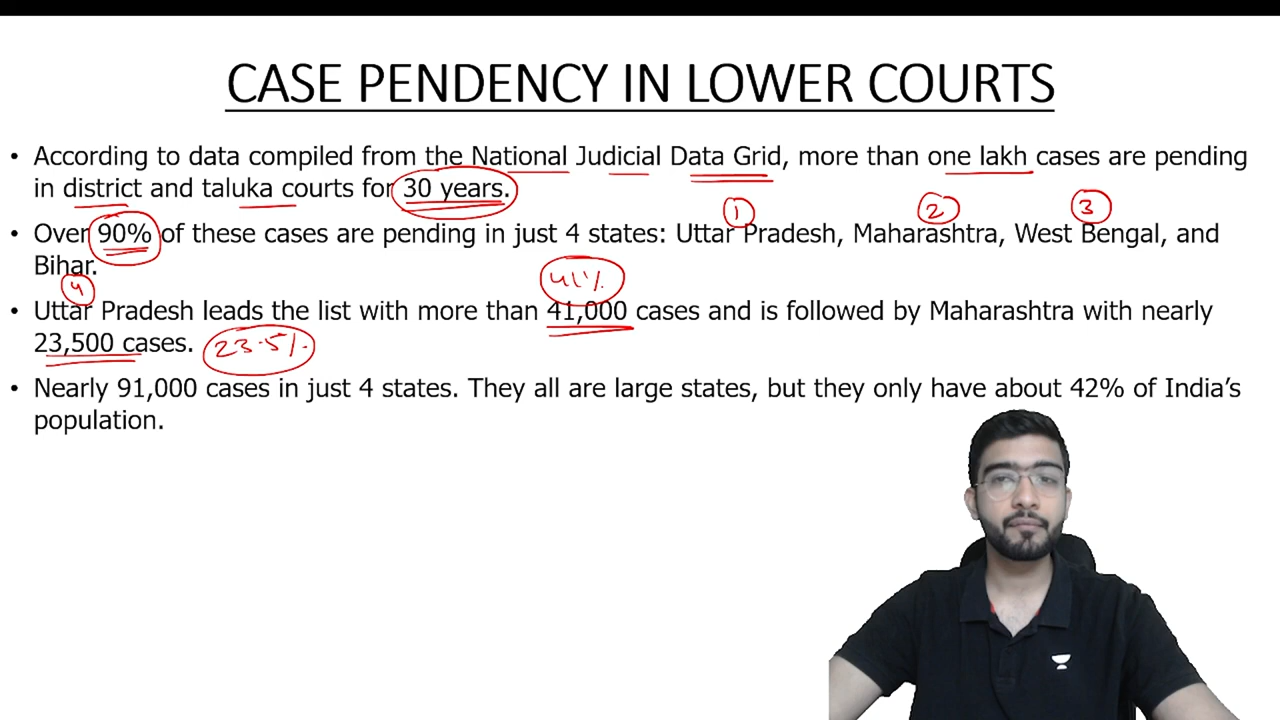 CASE PENDENCY IN LOWER COURTS
• According to data compiled from the National Judicial Data Grid, more than one lakh cases are pending
in district and taluka courts for 30 years.
1 2 3
• Over 90% of these cases are pending in just 4 states: Uttar Pradesh, Maharashtra, West Bengal, and
Bihar.
4 41%
• Uttar Pradesh leads the list with more than 41,000 cases and is followed by Maharashtra with nearly
23,500 cases. 23.5%
• Nearly 91,000 cases in just 4 states. They all are large states, but they only have about 42% of India's
population.